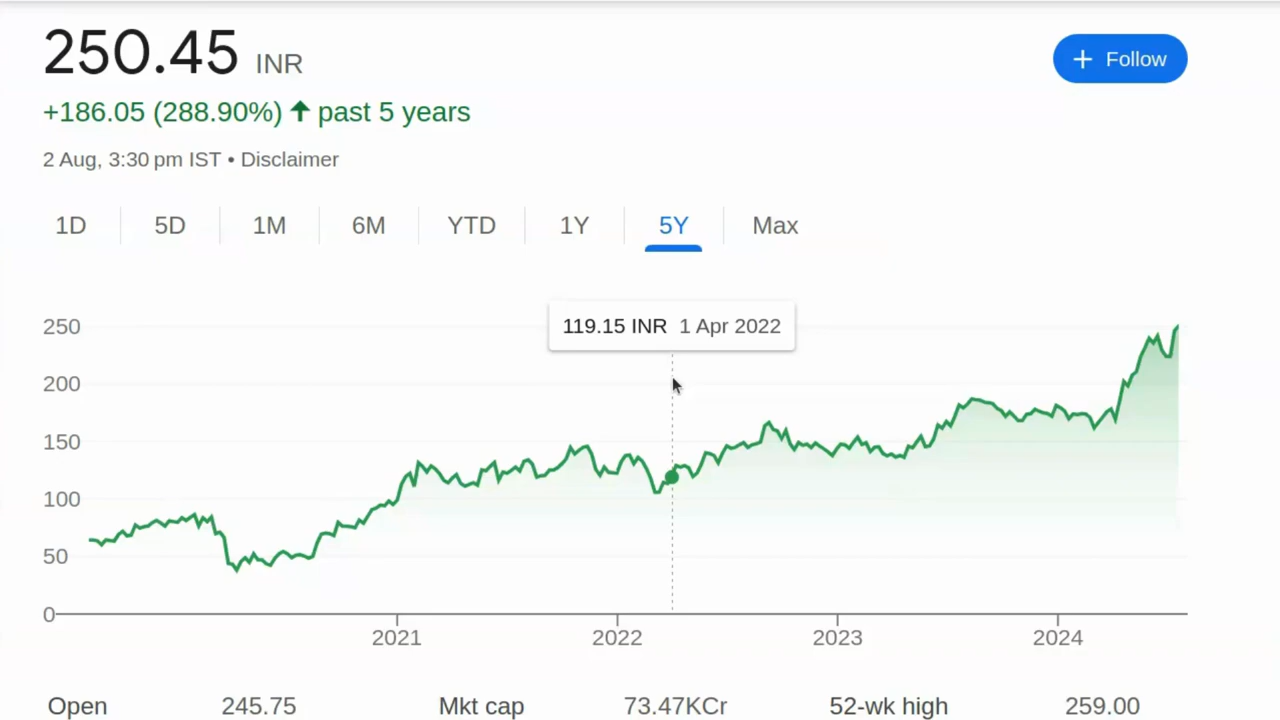 250.45 INR
+ Follow
+186.05 (288.90%) ↑ past 5 years
2 Aug, 3:30 pm IST • Disclaimer
1D 5D 1M 6M YTD 1Y 5Y Max
119.15 INR 1 Apr 2022
250
200
150
100
50
0
2021 2022 2023 2024
Open 245.75 Mkt cap 73.47KCr 52-wk high 259.00